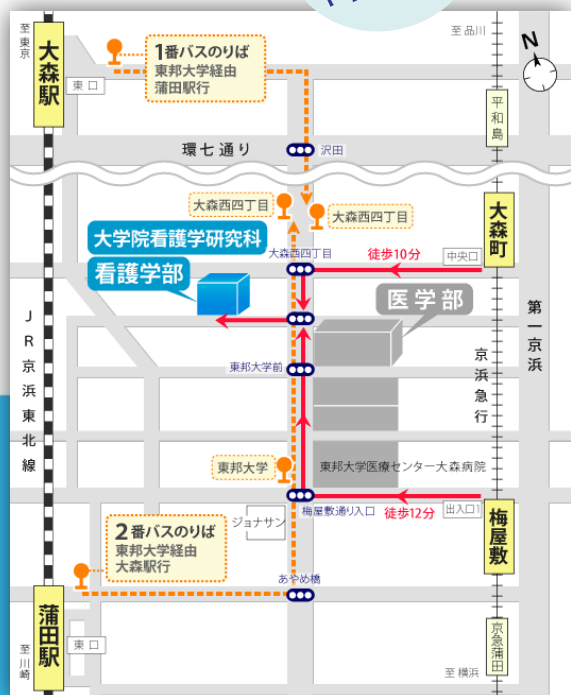 至東京
大森駅
東口
1番バスのりば
東邦大学経由
蒲田駅行
至品川
N
平和島
環七通り
沢田
大森西四丁目
大森西四丁目
大森町
大学院看護学研究科
看護学部
大森西四丁目
徒歩10分
中央口
医学部
第一京浜
JR京浜東北線
東邦大学前
京浜急行
東邦大学
東邦大学医療センター大森病院
梅屋敷通り入口
徒歩12分
出入口1
梅屋敷
ジョナサン
2番バスのりば
東邦大学経由
大森駅行
あやめ橋
蒲田駅
東口
至川崎
京急蒲田
至横浜